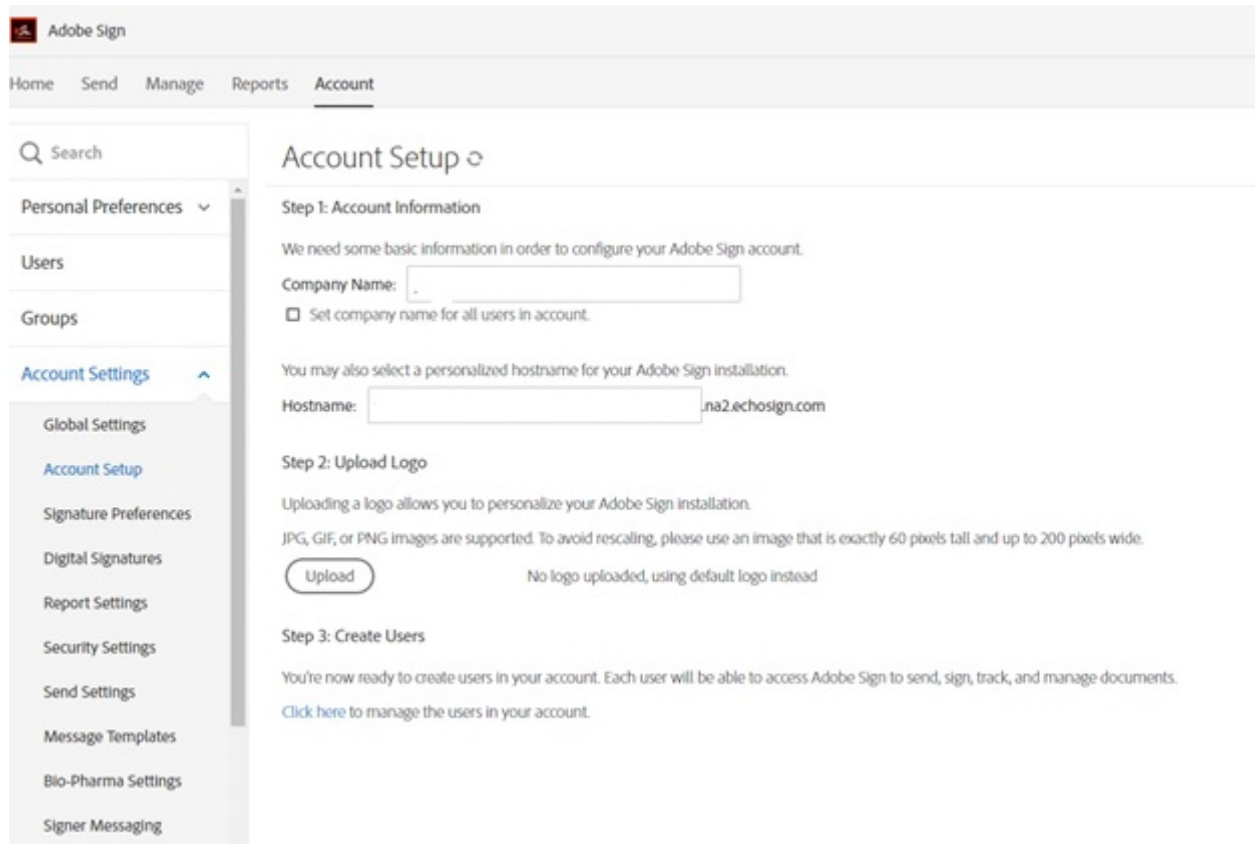 Adobe Sign
Home Send Manage Reports Account
Search
Personal Preferences
Users
Groups
Account Settings
Global Settings
Account Setup
Signature Preferences
Digital Signatures
Report Settings
Security Settings
Send Settings
Message Templates
Bio-Pharma Settings
Signer Messaging
Account Setup
Step 1: Account Information
We need some basic information in order to configure your Adobe Sign account.
Company Name:
Set company name for all users in account.
You may also select a personalized hostname for your Adobe Sign installation.
Hostname: .na2.echosign.com
Step 2: Upload Logo
Uploading a logo allows you to personalize your Adobe Sign installation.
JPG, GIF, or PNG images are supported. To avoid rescaling, please use an image that is exactly 60 pixels tall and up to 200 pixels wide.
Upload No logo uploaded, using default logo instead
Step 3: Create Users
You're now ready to create users in your account. Each user will be able to access Adobe Sign to send, sign, track, and manage documents.
Click here to manage the users in your account.